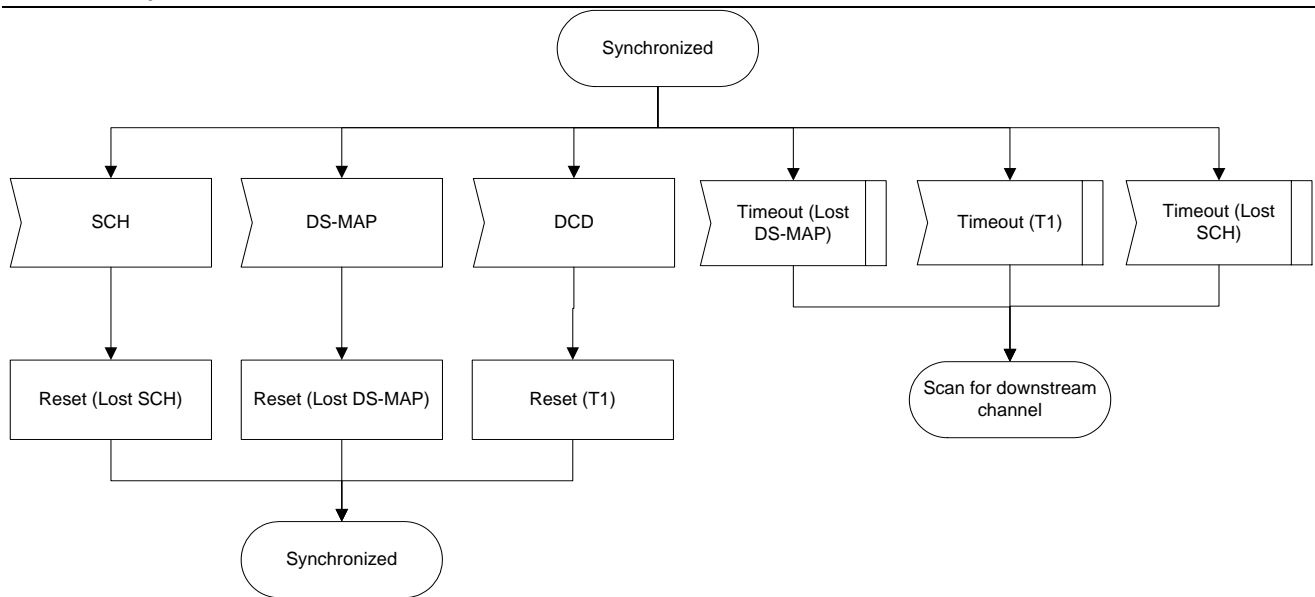 Synchronized
SCH
DS-MAP
DCD
Timeout (Lost
DS-MAP)
Timeout (T1)
Timeout (Lost
SCH)
Reset (Lost SCH)
Reset (Lost DS-MAP)
Reset (T1)
Scan for downstream
channel
Synchronized